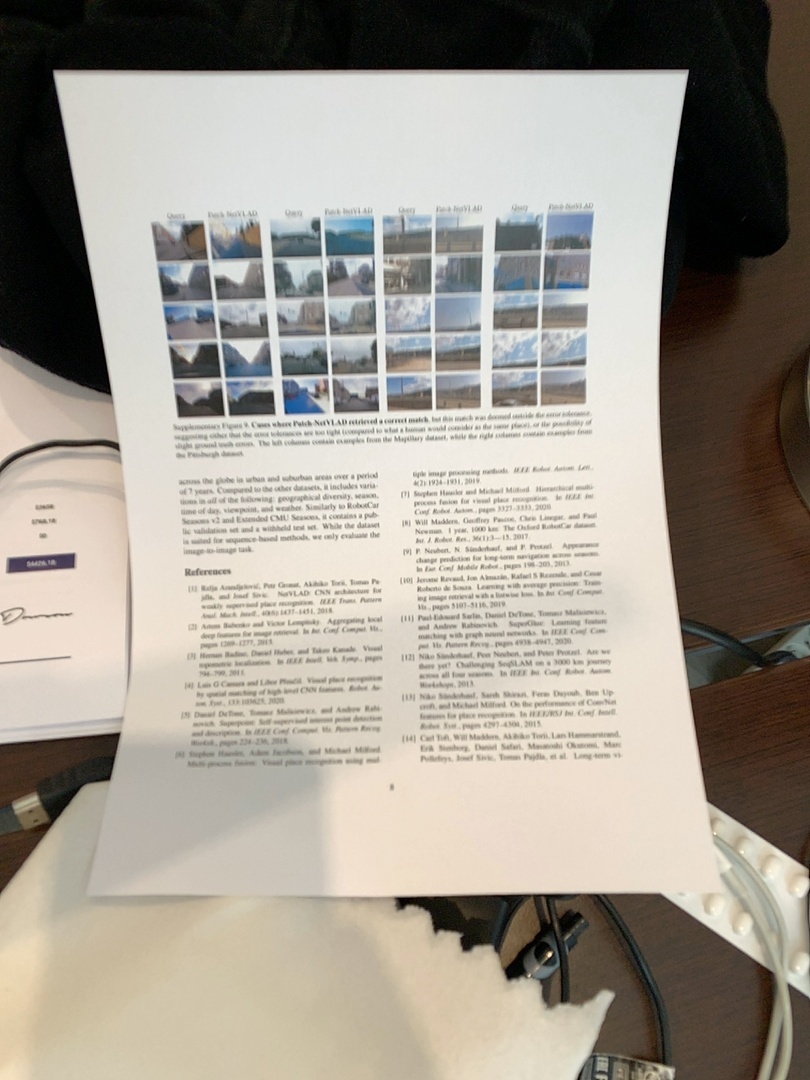 Query Patch-NetVLAD Query Patch-NetVLAD Query Patch-NetVLAD Query Patch-NetVLAD
Supplementary Figure 9. Cases where Patch-NetVLAD retrieved a correct match, but this match was deemed outside the error tolerance,
suggesting either that the error tolerances are too tight (compared to what a human would consider as the same place), or the possibility of
slight ground truth errors. The left columns contain examples from the Mapillary dataset, while the right columns contain examples from
the Pittsburgh dataset.
across the globe in urban and suburban areas over a period
of 7 years. Compared to the other datasets, it includes varia-
tions in all of the following: geographical diversity, season,
time of day, viewpoint, and weather. Similarly to RobotCar
Seasons v2 and Extended CMU Seasons, it contains a pub-
lic validation set and a withheld test set. While the dataset
is suited for sequence-based methods, we only evaluate the
image-to-image task.
References
[1] Relja Arandjelović, Petr Gronat, Akihiko Torii, Tomas Pa-
jdla, and Josef Sivic. NetVLAD: CNN architecture for
weakly supervised place recognition. IEEE Trans. Pattern
Anal. Mach. Intell., 40(6):1437–1451, 2018.
[2] Artem Babenko and Victor Lempitsky. Aggregating local
deep features for image retrieval. In Int. Conf. Comput. Vis.,
pages 1269–1277, 2015.
[3] Hernan Badino, Daniel Huber, and Takeo Kanade. Visual
topometric localization. In IEEE Intell. Veh. Symp., pages
794–799, 2011.
[4] Luis G Camara and Libor Přeučil. Visual place recognition
by spatial matching of high-level CNN features. Robot. Au-
ton. Syst., 133:103625, 2020.
[5] Daniel DeTone, Tomasz Malisiewicz, and Andrew Rabi-
novich. Superpoint: Self-supervised interest point detection
and description. In IEEE Conf. Comput. Vis. Pattern Recog.
Worksh., pages 224–236, 2018.
[6] Stephen Hausler, Adam Jacobson, and Michael Milford.
Multi-process fusion: Visual place recognition using mul-
tiple image processing methods. IEEE Robot. Autom. Lett.,
4(2):1924–1931, 2019.
[7] Stephen Hausler and Michael Milford. Hierarchical multi-
process fusion for visual place recognition. In IEEE Int.
Conf. Robot. Autom., pages 3327–3333, 2020.
[8] Will Maddern, Geoffrey Pascoe, Chris Linegar, and Paul
Newman. 1 year, 1000 km: The Oxford RobotCar dataset.
Int. J. Robot. Res., 36(1):3–15, 2017.
[9] P. Neubert, N. Sünderhauf, and P. Protzel. Appearance
change prediction for long-term navigation across seasons.
In Eur. Conf. Mobile Robot., pages 198–203, 2013.
[10] Jerome Revaud, Jon Almazán, Rafael S Rezende, and Cesar
Roberto de Souza. Learning with average precision: Train-
ing image retrieval with a listwise loss. In Int. Conf. Comput.
Vis., pages 5107–5116, 2019.
[11] Paul-Edouard Sarlin, Daniel DeTone, Tomasz Malisiewicz,
and Andrew Rabinovich. SuperGlue: Learning feature
matching with graph neural networks. In IEEE Conf. Com-
put. Vis. Pattern Recog., pages 4938–4947, 2020.
[12] Niko Sünderhauf, Peer Neubert, and Peter Protzel. Are we
there yet? Challenging SeqSLAM on a 3000 km journey
across all four seasons. In IEEE Int. Conf. Robot. Autom.
Workshops, 2013.
[13] Niko Sünderhauf, Sareh Shirazi, Feras Dayoub, Ben Up-
croft, and Michael Milford. On the performance of ConvNet
features for place recognition. In IEEE/RSJ Int. Conf. Intell.
Robot. Syst., pages 4297–4304, 2015.
[14] Carl Toft, Will Maddern, Akihiko Torii, Lars Hammarstrand,
Erik Stenborg, Daniel Safari, Masatoshi Okutomi, Marc
Pollefeys, Josef Sivic, Tomas Pajdla, et al. Long-term vi-
8